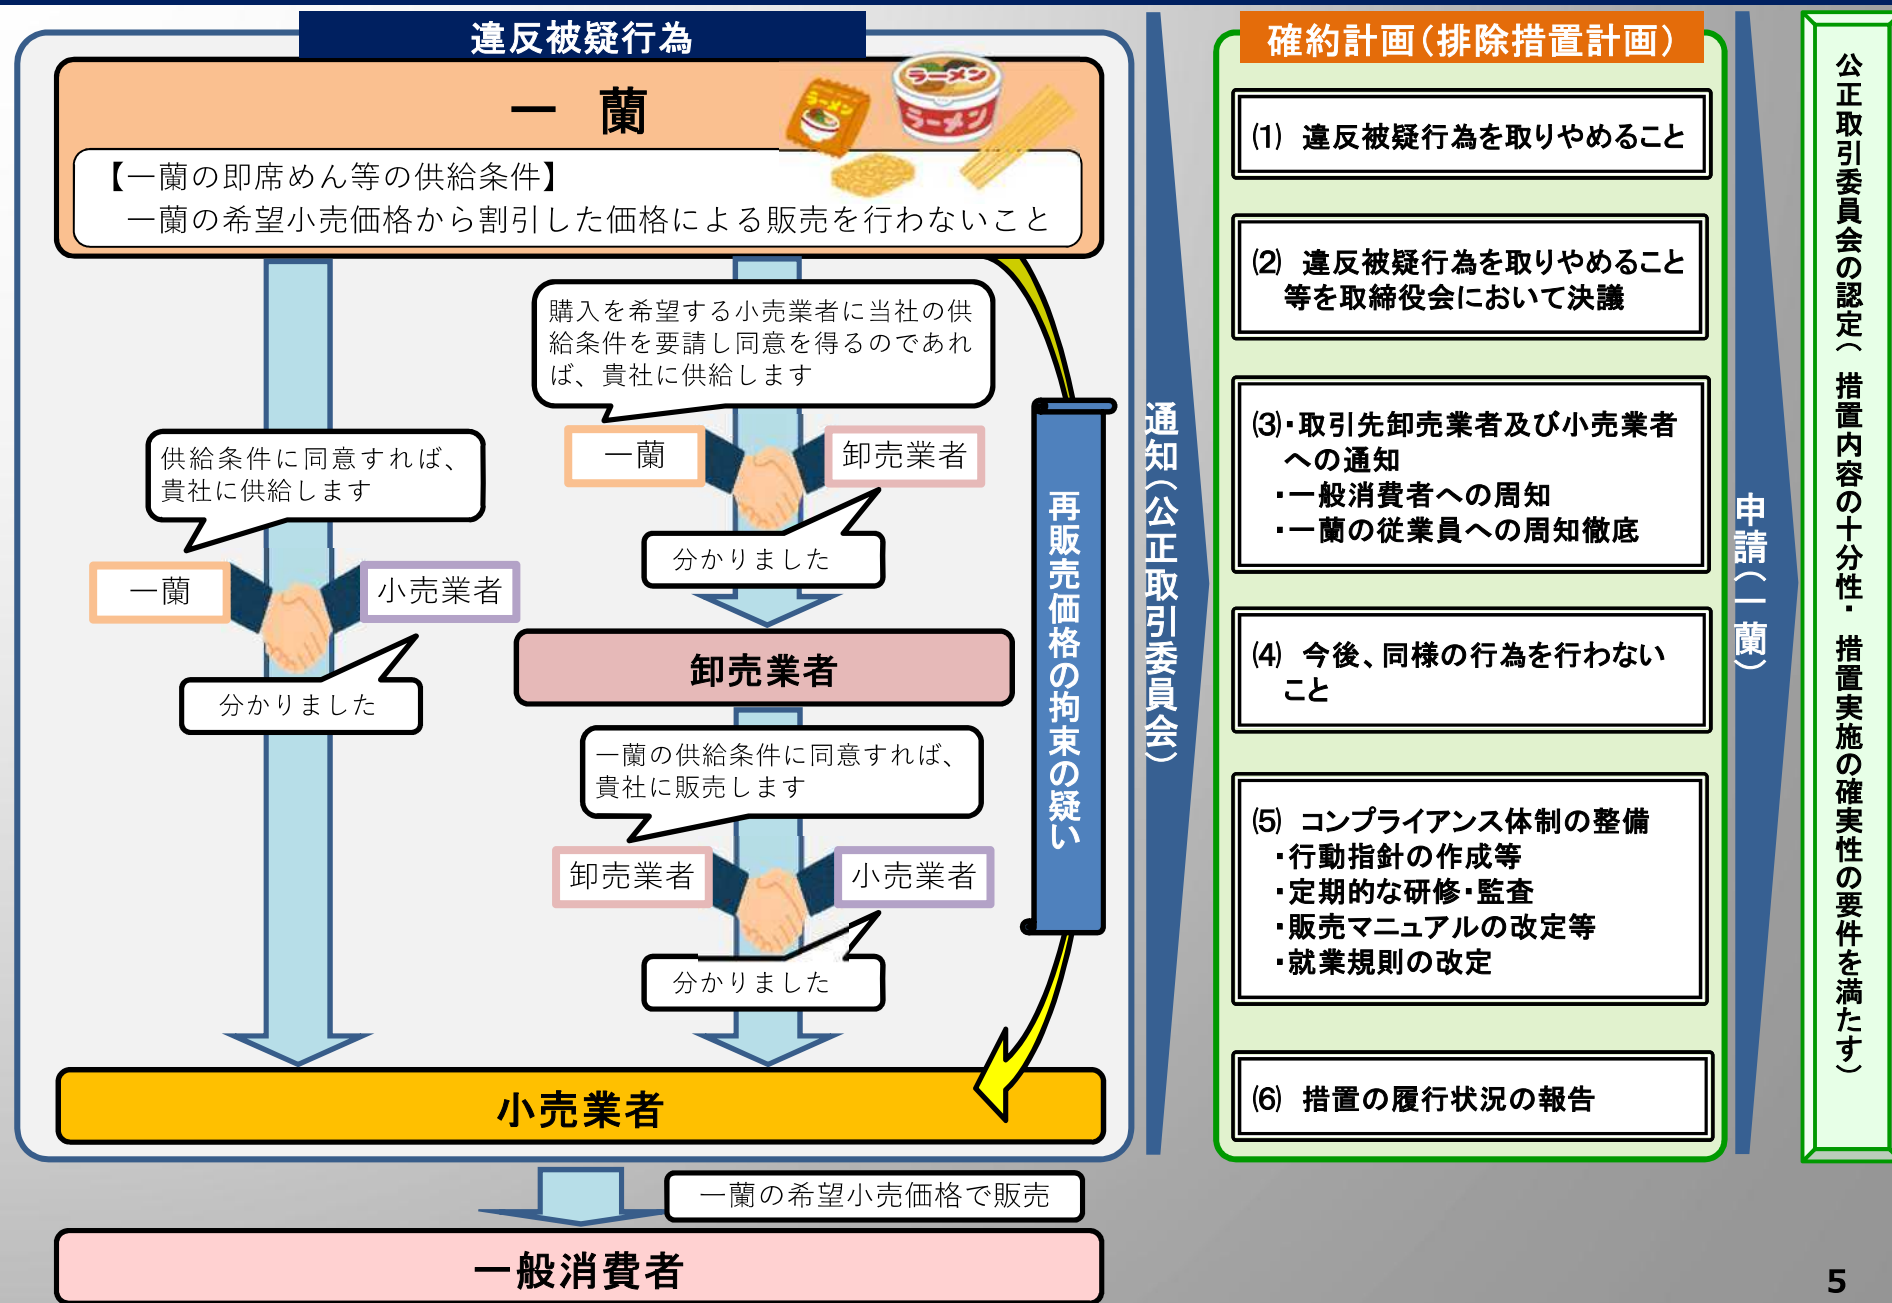 違反被疑行為
一　蘭
ラーメン
ラーメン
ラーメン
【一蘭の即席めん等の供給条件】
一蘭の希望小売価格から割引した価格による販売を行わないこと
供給条件に同意すれば、
貴社に供給します
一蘭
小売業者
分かりました
購入を希望する小売業者に当社の供
給条件を要請し同意を得るのであれ
ば、貴社に供給します
一蘭
卸売業者
分かりました
卸売業者
一蘭の供給条件に同意すれば、
貴社に販売します
卸売業者
小売業者
分かりました
再販売価格の拘束の疑い
小売業者
一蘭の希望小売価格で販売
一般消費者
通知（公正取引委員会）
確約計画（排除措置計画）
⑴ 違反被疑行為を取りやめること
⑵ 違反被疑行為を取りやめること
等を取締役会において決議
⑶・取引先卸売業者及び小売業者
への通知
・一般消費者への周知
・一蘭の従業員への周知徹底
⑷ 今後、同様の行為を行わない
こと
⑸ コンプライアンス体制の整備
・行動指針の作成等
・定期的な研修・監査
・販売マニュアルの改定等
・就業規則の改定
⑹ 措置の履行状況の報告
申請（一蘭）
公正取引委員会の認定（措置内容の十分性・措置実施の確実性の要件を満たす）
5